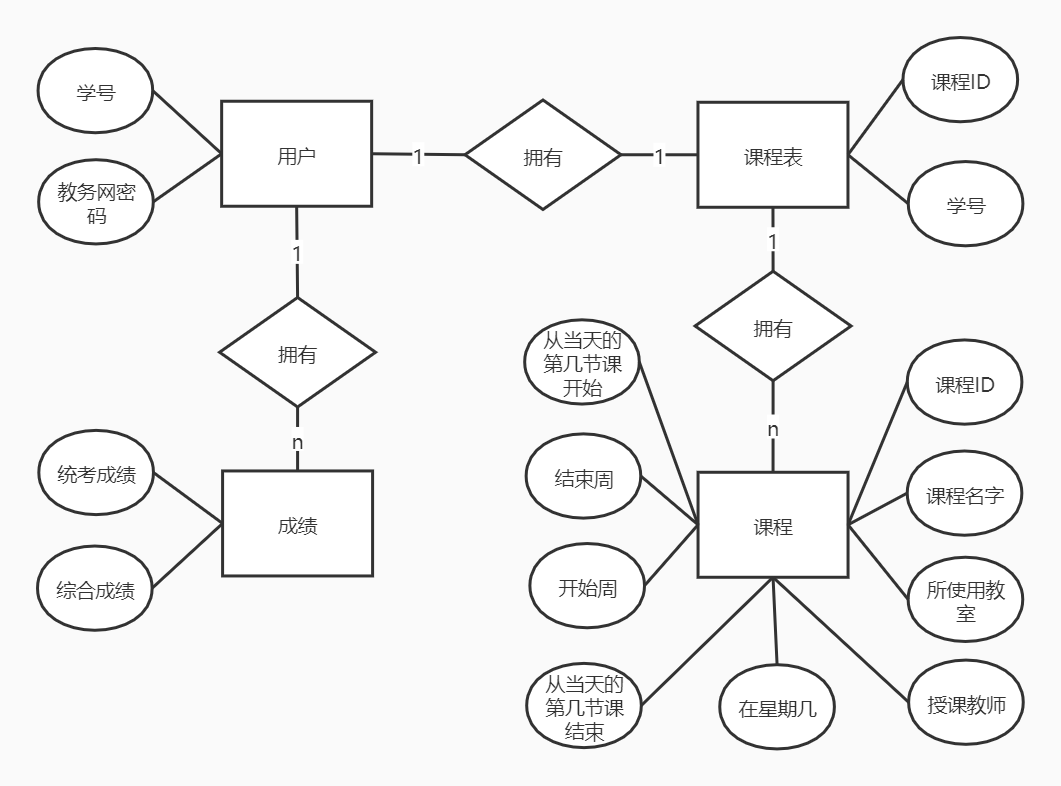 学号
课程ID
用户
1
拥有
1
课程表
教务网密
码
学号
1
1
拥有
拥有
从当天的
第几节课
开始
课程ID
n
n
统考成绩
结束周
课程名字
成绩
课程
综合成绩
开始周
所使用教
室
从当天的
第几节课
结束
在星期几
授课教师